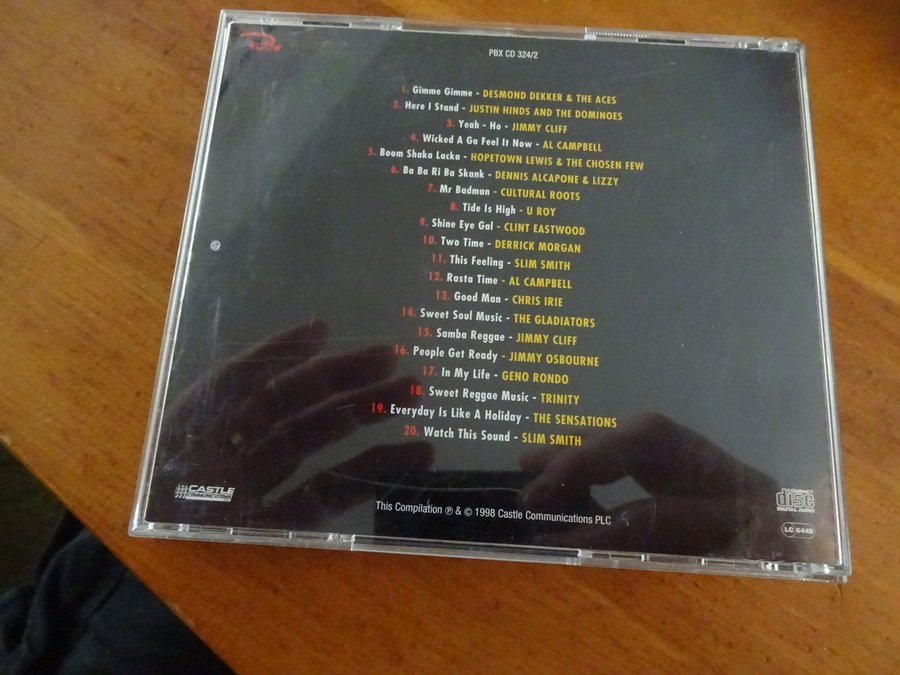 PBX CD 324/2
1. Gimme Gimme - DESMOND DEKKER & THE ACES
2. Here I Stand - JUSTIN HINDS AND THE DOMINOES
3. Yeah - Ho - JIMMY CLIFF
4. Wicked A Go Feel It Now - AL CAMPBELL
5. Boom Shaka Lacka - HOPETOWN LEWIS & THE CHOSEN FEW
6. Ba Ba Ri Ba Skank - DENNIS ALCAPONE & LIZZY
7. Mr Badman - CULTURAL ROOTS
8. Tide Is High - U ROY
9. Shine Eye Gal - CLINT EASTWOOD
10. Two Time - DERRICK MORGAN
11. This Feeling - SLIM SMITH
12. Rasta Time - AL CAMPBELL
13. Good Man - CHRIS IRIE
14. Sweet Soul Music - THE GLADIATORS
15. Samba Reggae - JIMMY CLIFF
16. People Get Ready - JIMMY OSBOURNE
17. In My Life - GENO RONDO
18. Sweet Reggae Music - TRINITY
19. Everyday Is Like A Holiday - THE SENSATIONS
20. Watch This Sound - SLIM SMITH
CASTLE
COMMUNICATIONS
This Compilation ℗ & © 1998 Castle Communications PLC
COMPACT
disc
DIGITAL AUDIO
LC 6448